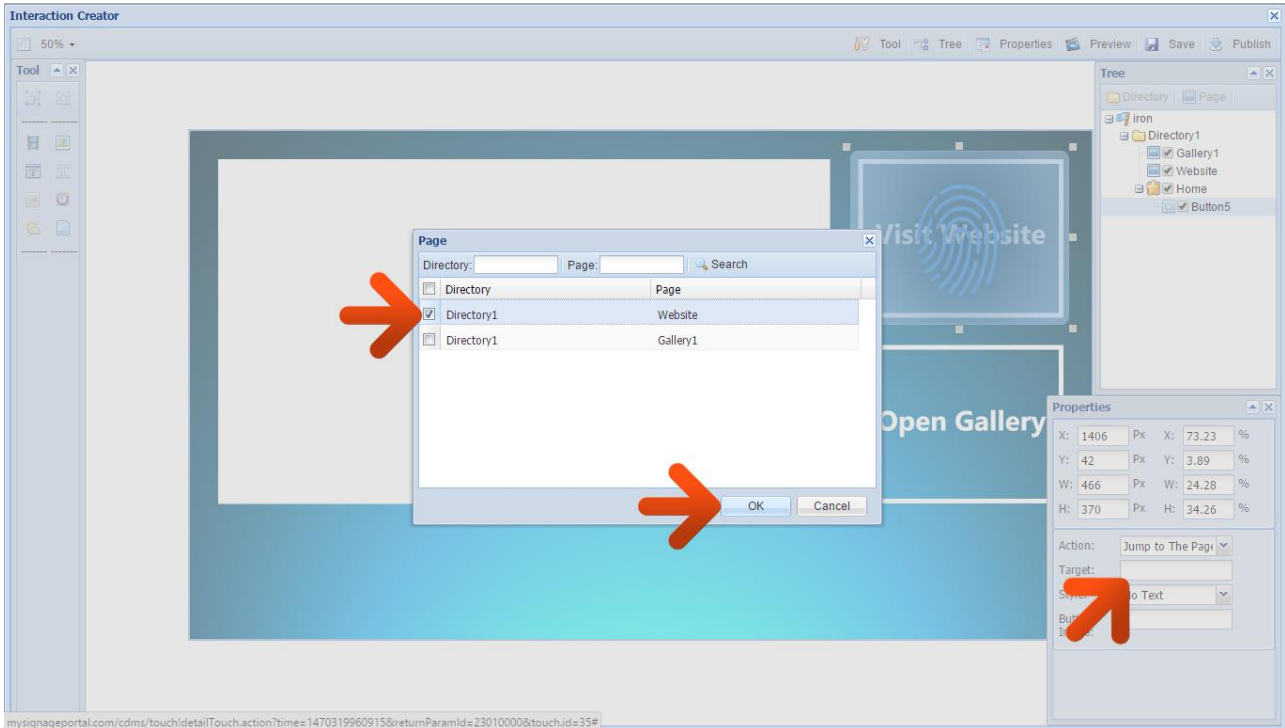 Interaction Creator
50%
Tool Tree Properties Preview Save Publish
Tool
Tree
Directory Page
iron
Directory1
Gallery1
Website
Home
Button5
Visit Website
Page
Directory: Page: Search
Directory Page
Directory1 Website
Directory1 Gallery1
OK Cancel
Open Gallery
Properties
X: 1406 Px X: 73.23 %
Y: 42 Px Y: 3.89 %
W: 466 Px W: 24.28 %
H: 370 Px H: 34.26 %
Action: Jump to The Page
Target:
Text
mysignageportal.com/cdms/touch!detailTouch.action?time=1470319960915&returnParamId=23010000&touch.id=35#